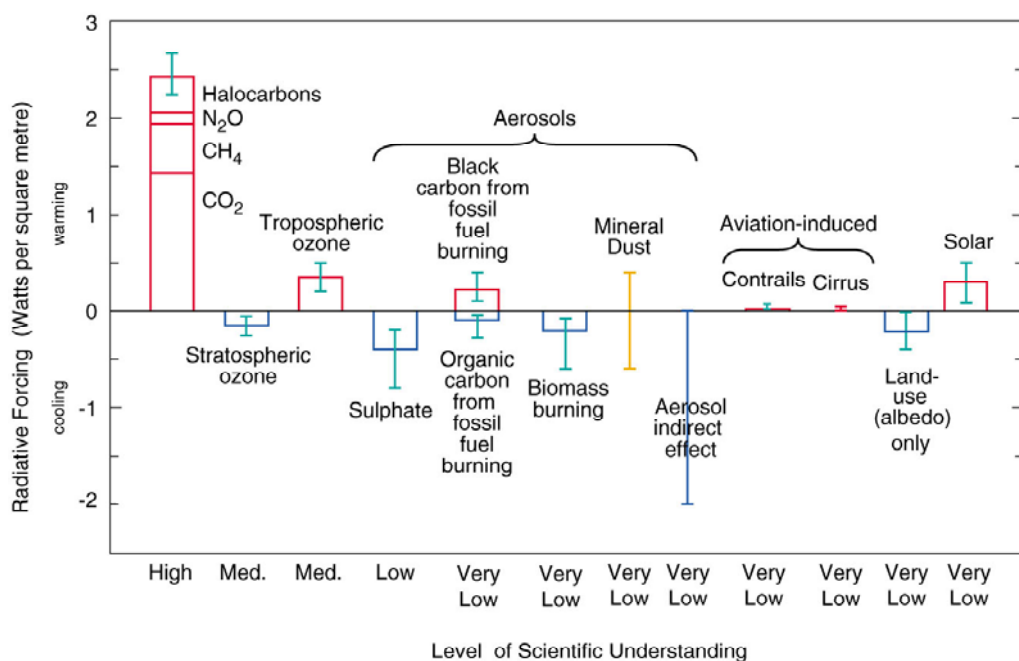 Radiative Forcing (Watts per square metre)
warming
cooling
3
2
1
0
-1
-2
Halocarbons
N₂O
CH₄
CO₂
Stratospheric
ozone
Tropospheric
ozone
Aerosols
Sulphate
Black
carbon from
fossil
fuel
burning
Organic
carbon
from
fossil
fuel
burning
Biomass
burning
Mineral
Dust
Aerosol
indirect
effect
Aviation-induced
Contrails
Cirrus
Land-
use
(albedo)
only
Solar
High
Med.
Med.
Low
Very
Low
Very
Low
Very
Low
Very
Low
Very
Low
Very
Low
Very
Low
Very
Low
Level of Scientific Understanding